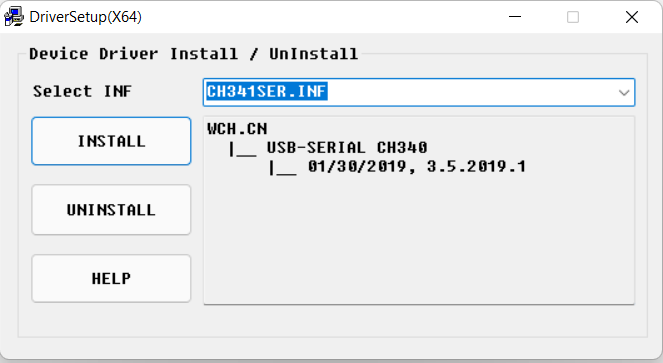 DriverSetup(X64)
Device Driver Install / UnInstall
Select INF
CH341SER.INF
INSTALL
UNINSTALL
HELP
WCH.CN
|__ USB-SERIAL CH340
|__ 01/30/2019, 3.5.2019.1